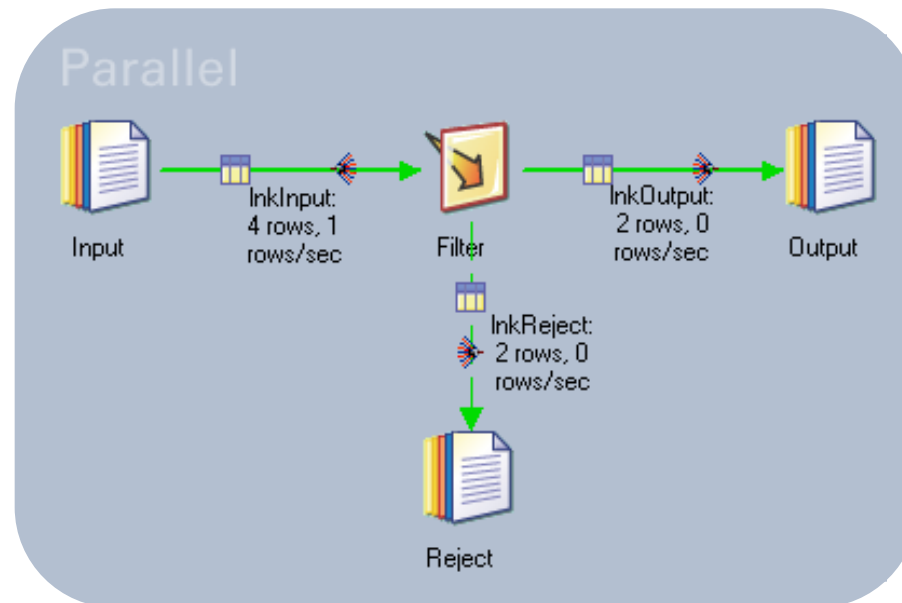 Parallel
lnkInput:
4 rows, 1
rows/sec
Input
Filter
lnkOutput:
2 rows, 0
rows/sec
Output
lnkReject:
2 rows, 0
rows/sec
Reject